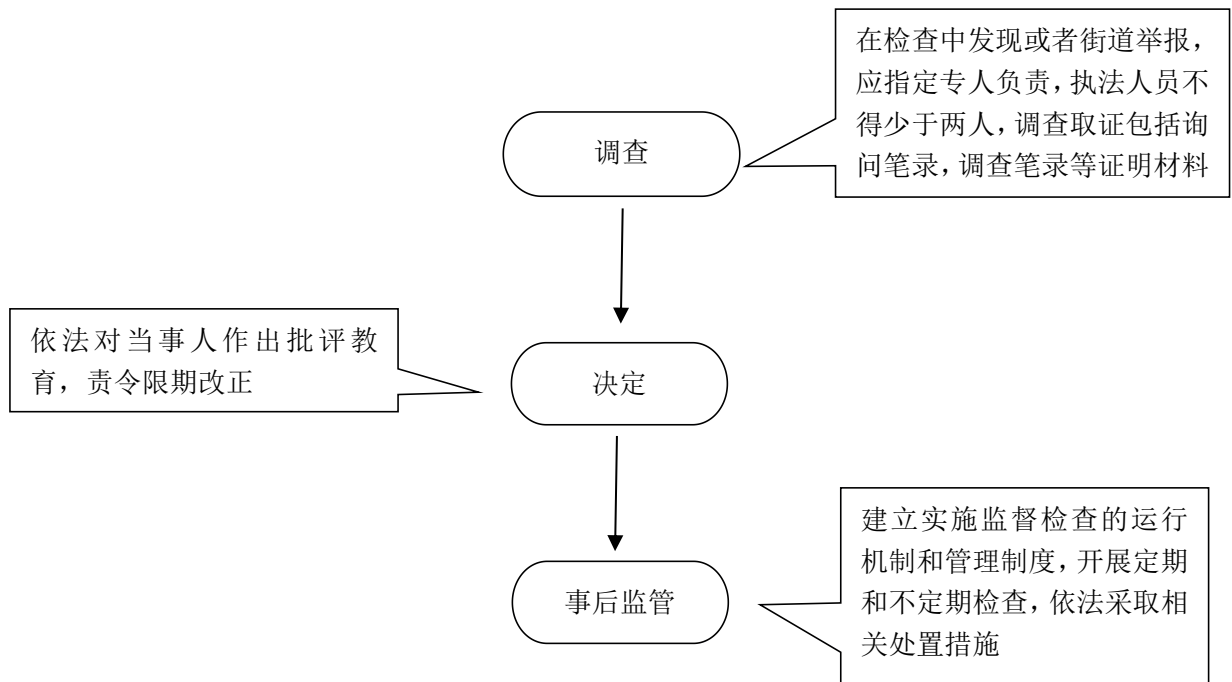 在检查中发现或者街道举报，
应指定专人负责，执法人员不
得少于两人，调查取证包括询
问笔录，调查笔录等证明材料
调查
依法对当事人作出批评教
育，责令限期改正
决定
建立实施监督检查的运行
机制和管理制度，开展定期
和不定期检查，依法采取相
关处置措施
事后监管